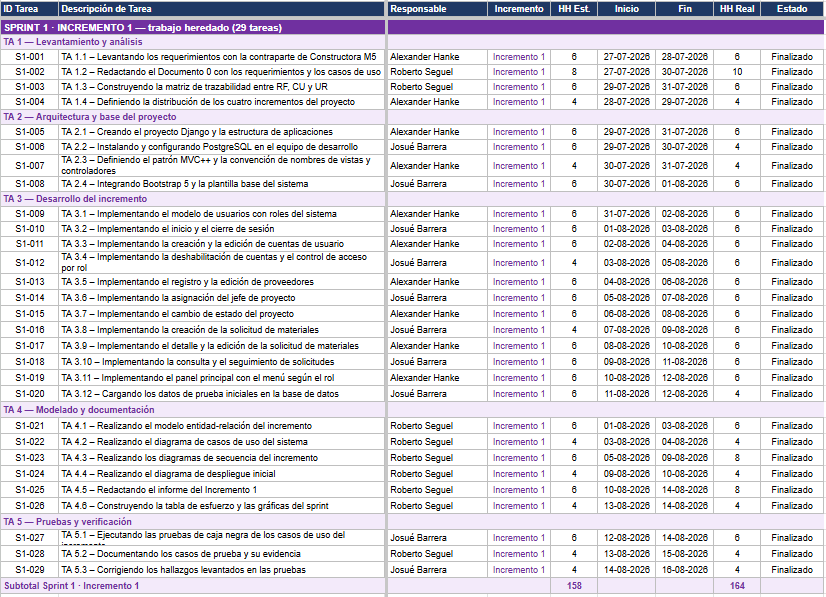 ID Tarea Descripción de Tarea Responsable Incremento HH Est. Inicio Fin HH Real Estado
SPRINT 1 · INCREMENTO 1 — trabajo heredado (29 tareas)
TA 1 — Levantamiento y análisis
S1-001 TA 1.1 – Levantando los requerimientos con la contraparte de Constructora M5 Alexander Hanke Incremento 1 6 27-07-2026 28-07-2026 6 Finalizado
S1-002 TA 1.2 – Redactando el Documento 0 con los requerimientos y los casos de uso Roberto Seguel Incremento 1 8 27-07-2026 30-07-2026 10 Finalizado
S1-003 TA 1.3 – Construyendo la matriz de trazabilidad entre RF, CU y UR Roberto Seguel Incremento 1 6 29-07-2026 31-07-2026 6 Finalizado
S1-004 TA 1.4 – Definiendo la distribución de los cuatro incrementos del proyecto Alexander Hanke Incremento 1 4 28-07-2026 29-07-2026 4 Finalizado
TA 2 — Arquitectura y base del proyecto
S1-005 TA 2.1 – Creando el proyecto Django y la estructura de aplicaciones Alexander Hanke Incremento 1 6 29-07-2026 31-07-2026 6 Finalizado
S1-006 TA 2.2 – Instalando y configurando PostgreSQL en el equipo de desarrollo Josué Barrera Incremento 1 6 29-07-2026 30-07-2026 4 Finalizado
S1-007 TA 2.3 – Definiendo el patrón MVC++ y la convención de nombres de vistas y
controladores Alexander Hanke Incremento 1 4 30-07-2026 31-07-2026 4 Finalizado
S1-008 TA 2.4 – Integrando Bootstrap 5 y la plantilla base del sistema Josué Barrera Incremento 1 6 30-07-2026 01-08-2026 6 Finalizado
TA 3 — Desarrollo del incremento
S1-009 TA 3.1 – Implementando el modelo de usuarios con roles del sistema Alexander Hanke Incremento 1 6 31-07-2026 02-08-2026 6 Finalizado
S1-010 TA 3.2 – Implementando el inicio y el cierre de sesión Josué Barrera Incremento 1 6 01-08-2026 03-08-2026 6 Finalizado
S1-011 TA 3.3 – Implementando la creación y la edición de cuentas de usuario Alexander Hanke Incremento 1 6 02-08-2026 04-08-2026 6 Finalizado
S1-012 TA 3.4 – Implementando la deshabilitación de cuentas y el control de acceso
por rol Josué Barrera Incremento 1 4 03-08-2026 05-08-2026 6 Finalizado
S1-013 TA 3.5 – Implementando el registro y la edición de proveedores Alexander Hanke Incremento 1 6 04-08-2026 06-08-2026 6 Finalizado
S1-014 TA 3.6 – Implementando la asignación del jefe de proyecto Josué Barrera Incremento 1 6 05-08-2026 07-08-2026 6 Finalizado
S1-015 TA 3.7 – Implementando el cambio de estado del proyecto Alexander Hanke Incremento 1 6 06-08-2026 08-08-2026 6 Finalizado
S1-016 TA 3.8 – Implementando la creación de la solicitud de materiales Josué Barrera Incremento 1 4 07-08-2026 09-08-2026 6 Finalizado
S1-017 TA 3.9 – Implementando el detalle y la edición de la solicitud de materiales Alexander Hanke Incremento 1 6 08-08-2026 10-08-2026 6 Finalizado
S1-018 TA 3.10 – Implementando la consulta y el seguimiento de solicitudes Josué Barrera Incremento 1 6 09-08-2026 11-08-2026 6 Finalizado
S1-019 TA 3.11 – Implementando el panel principal con el menú según el rol Alexander Hanke Incremento 1 6 10-08-2026 12-08-2026 6 Finalizado
S1-020 TA 3.12 – Cargando los datos de prueba iniciales en la base de datos Josué Barrera Incremento 1 6 11-08-2026 12-08-2026 4 Finalizado
TA 4 — Modelado y documentación
S1-021 TA 4.1 – Realizando el modelo entidad-relación del incremento Roberto Seguel Incremento 1 6 01-08-2026 03-08-2026 6 Finalizado
S1-022 TA 4.2 – Realizando el diagrama de casos de uso del sistema Roberto Seguel Incremento 1 4 03-08-2026 04-08-2026 4 Finalizado
S1-023 TA 4.3 – Realizando los diagramas de secuencia del incremento Roberto Seguel Incremento 1 6 05-08-2026 09-08-2026 8 Finalizado
S1-024 TA 4.4 – Realizando el diagrama de despliegue inicial Roberto Seguel Incremento 1 4 09-08-2026 10-08-2026 4 Finalizado
S1-025 TA 4.5 – Redactando el informe del Incremento 1 Roberto Seguel Incremento 1 6 10-08-2026 14-08-2026 8 Finalizado
S1-026 TA 4.6 – Construyendo la tabla de esfuerzo y las gráficas del sprint Roberto Seguel Incremento 1 4 13-08-2026 14-08-2026 4 Finalizado
TA 5 — Pruebas y verificación
S1-027 TA 5.1 – Ejecutando las pruebas de caja negra de los casos de uso del Josué Barrera Incremento 1 6 12-08-2026 14-08-2026 6 Finalizado
S1-028 TA 5.2 – Documentando los casos de prueba y su evidencia Roberto Seguel Incremento 1 4 13-08-2026 15-08-2026 4 Finalizado
S1-029 TA 5.3 – Corrigiendo los hallazgos levantados en las pruebas Josué Barrera Incremento 1 4 14-08-2026 16-08-2026 4 Finalizado
Subtotal Sprint 1 · Incremento 1 158 164